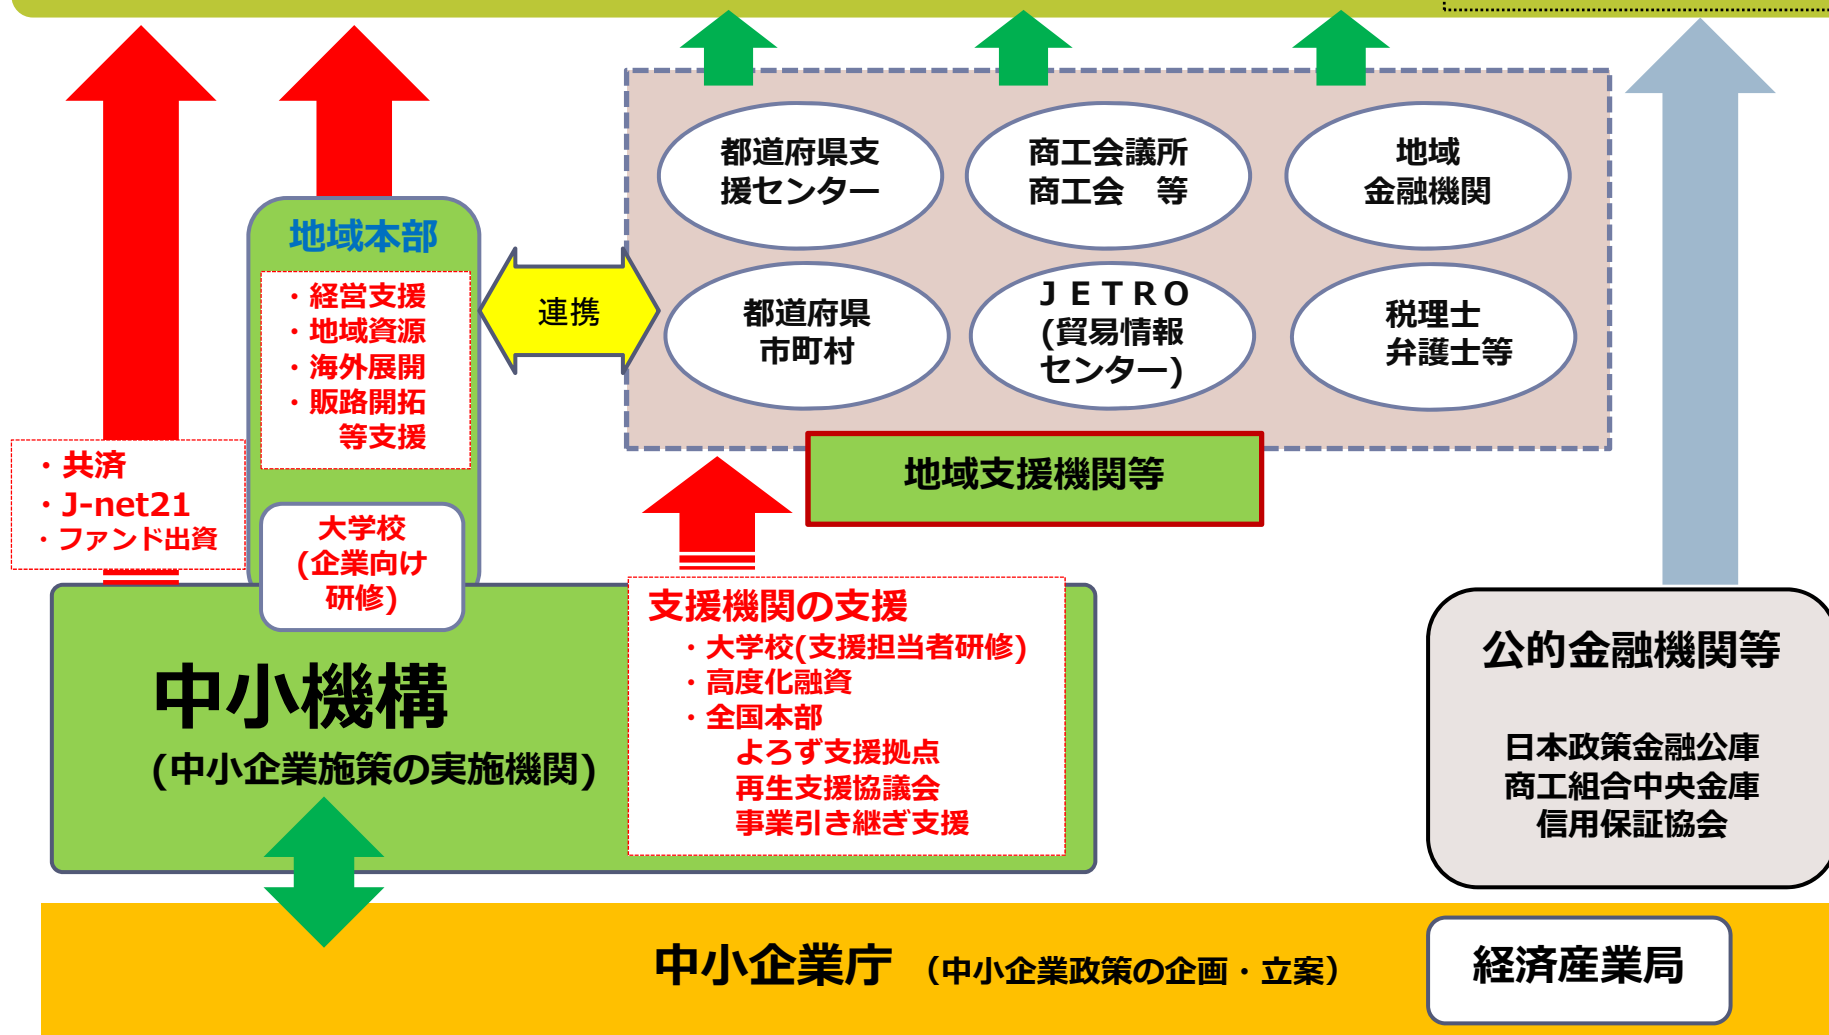 都道府県支
援センター
商工会議所
商工会　等
地域
金融機関
地域本部
・経営支援
・地域資源
・海外展開
・販路開拓
等支援
連携
都道府県
市町村
ＪＥＴＲＯ
(貿易情報
センター)
税理士
弁護士等
地域支援機関等
・共済
・J-net21
・ファンド出資
大学校
(企業向け
研修)
支援機関の支援
・大学校(支援担当者研修)
・高度化融資
・全国本部
よろず支援拠点
再生支援協議会
事業引き継ぎ支援
中小機構
(中小企業施策の実施機関)
公的金融機関等
日本政策金融公庫
商工組合中央金庫
信用保証協会
中小企業庁 （中小企業政策の企画・立案）
経済産業局